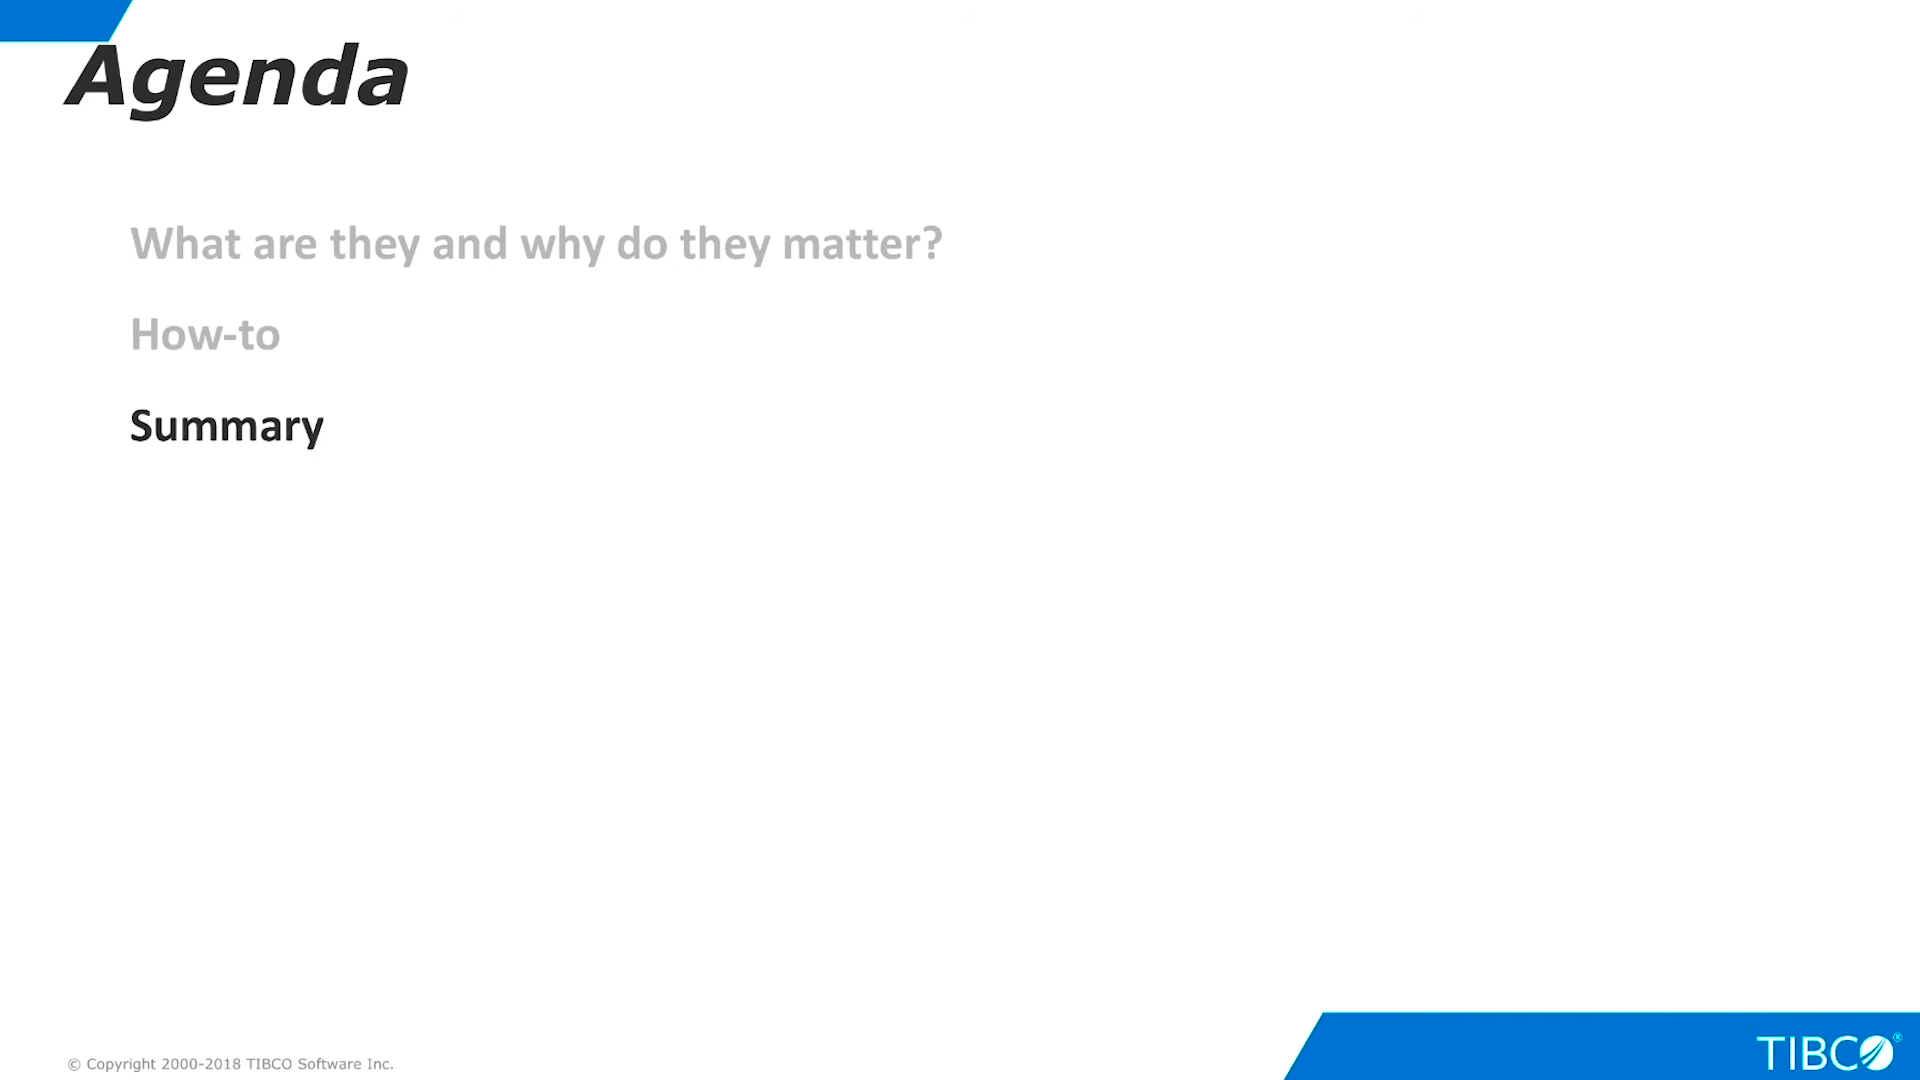 Agenda
What are they and why do they matter?
How-to
Summary
© Copyright 2000-2018 TIBCO Software Inc.
TIBCO®